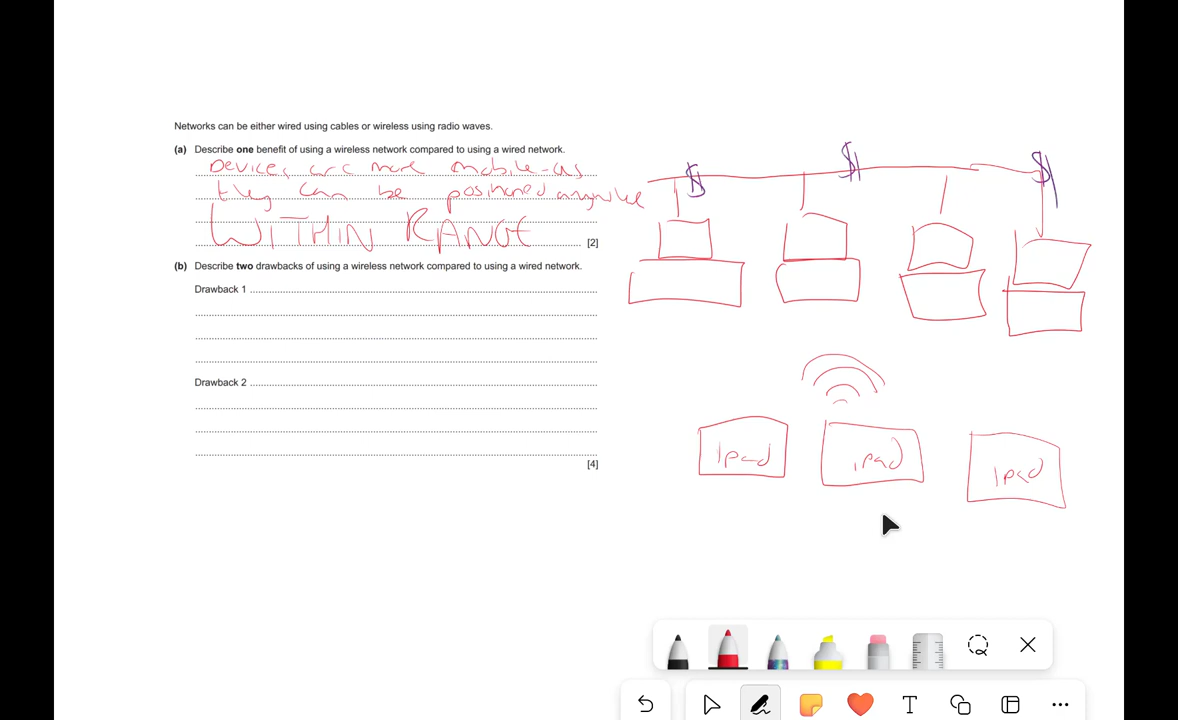 Networks can be either wired using cables or wireless using radio waves.
(a) Describe one benefit of using a wireless network compared to using a wired network.
Devices are more mobile as
they can be positioned anywhere
WITHIN RANGE
[2]
(b) Describe two drawbacks of using a wireless network compared to using a wired network.
Drawback 1
Drawback 2
[4]
$ $ $
Ipad ipad Ipad
T